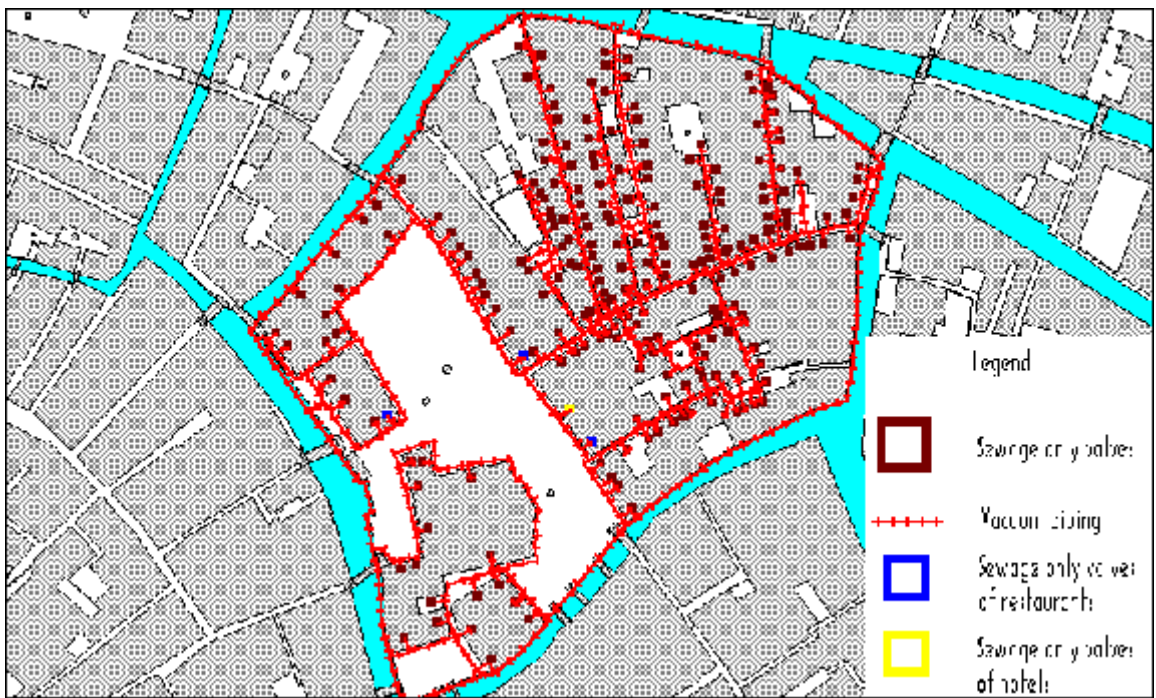 Legend
Sewage only valves
Vacuum piping
Sewage only valves
of restaurants
Sewage only valves
of hotels